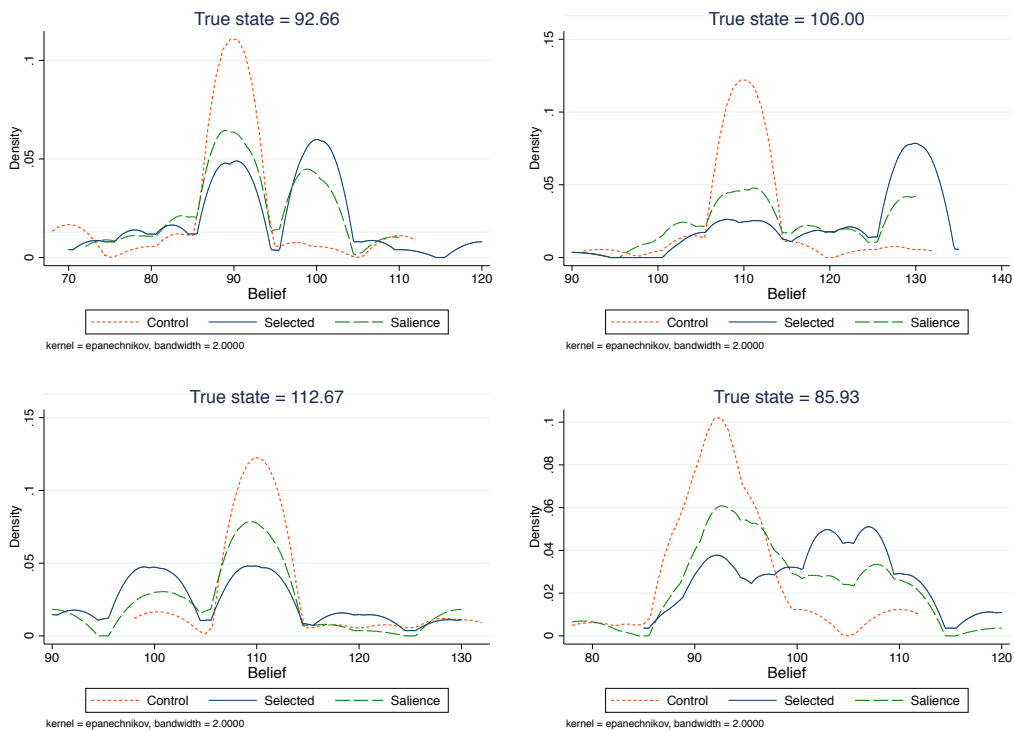 True state = 92.66
Density
0 .05 .1
70 80 90 100 110 120
Belief
Control Selected Salience
kernel = epanechnikov, bandwidth = 2.0000
True state = 106.00
Density
0 .05 .1 .15
90 100 110 120 130 140
Belief
Control Selected Salience
kernel = epanechnikov, bandwidth = 2.0000
True state = 112.67
Density
0 .05 .1 .15
90 100 110 120 130
Belief
Control Selected Salience
kernel = epanechnikov, bandwidth = 2.0000
True state = 85.93
Density
0 .02 .04 .06 .08 .1
80 90 100 110 120
Belief
Control Selected Salience
kernel = epanechnikov, bandwidth = 2.0000